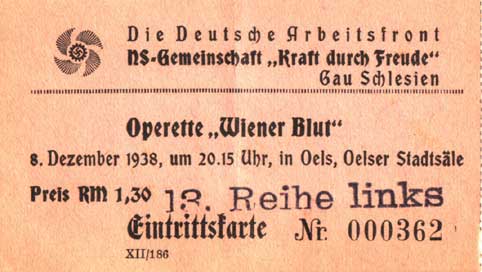 Die Deutsche Arbeitsfront
NS-Gemeinschaft „Kraft durch Freude“
Gau Schlesien
Operette „Wiener Blut“
8. Dezember 1938, um 20.15 Uhr, in Oels, Oelser Stadtsäle
Preis RM 1,30 18. Reihe links
Eintrittskarte Nr. 000362
XII/186